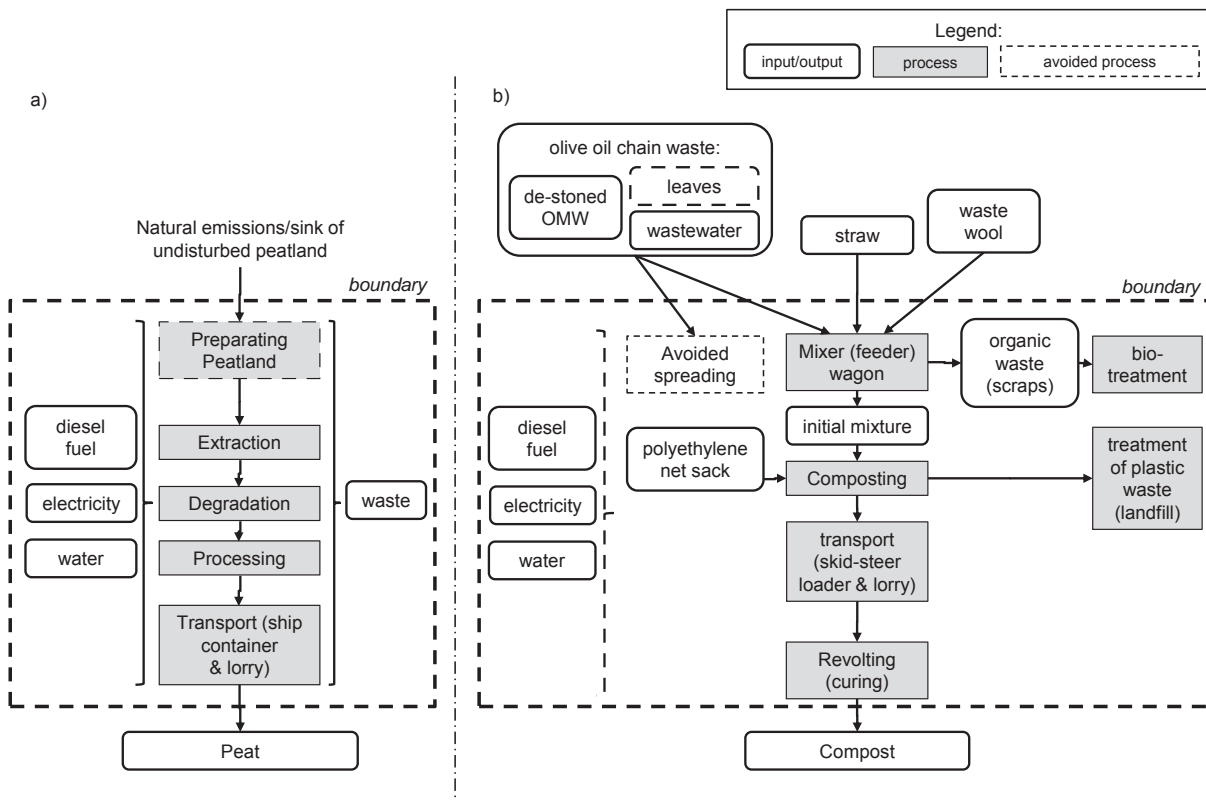 Legend:
input/output
process
avoided process
a)
Natural emissions/sink of
undisturbed peatland
boundary
Preparating
Peatland
Extraction
Degradation
Processing
Transport (ship
container
& lorry)
diesel
fuel
electricity
water
waste
Peat
b)
olive oil chain waste:
de-stoned
OMW
leaves
wastewater
straw
waste
wool
boundary
Avoided
spreading
Mixer (feeder)
wagon
organic
waste
(scraps)
bio-
treatment
initial mixture
diesel
fuel
electricity
water
polyethylene
net sack
Composting
treatment
of plastic
waste
(landfill)
transport
(skid-steer
loader & lorry)
Revolting
(curing)
Compost